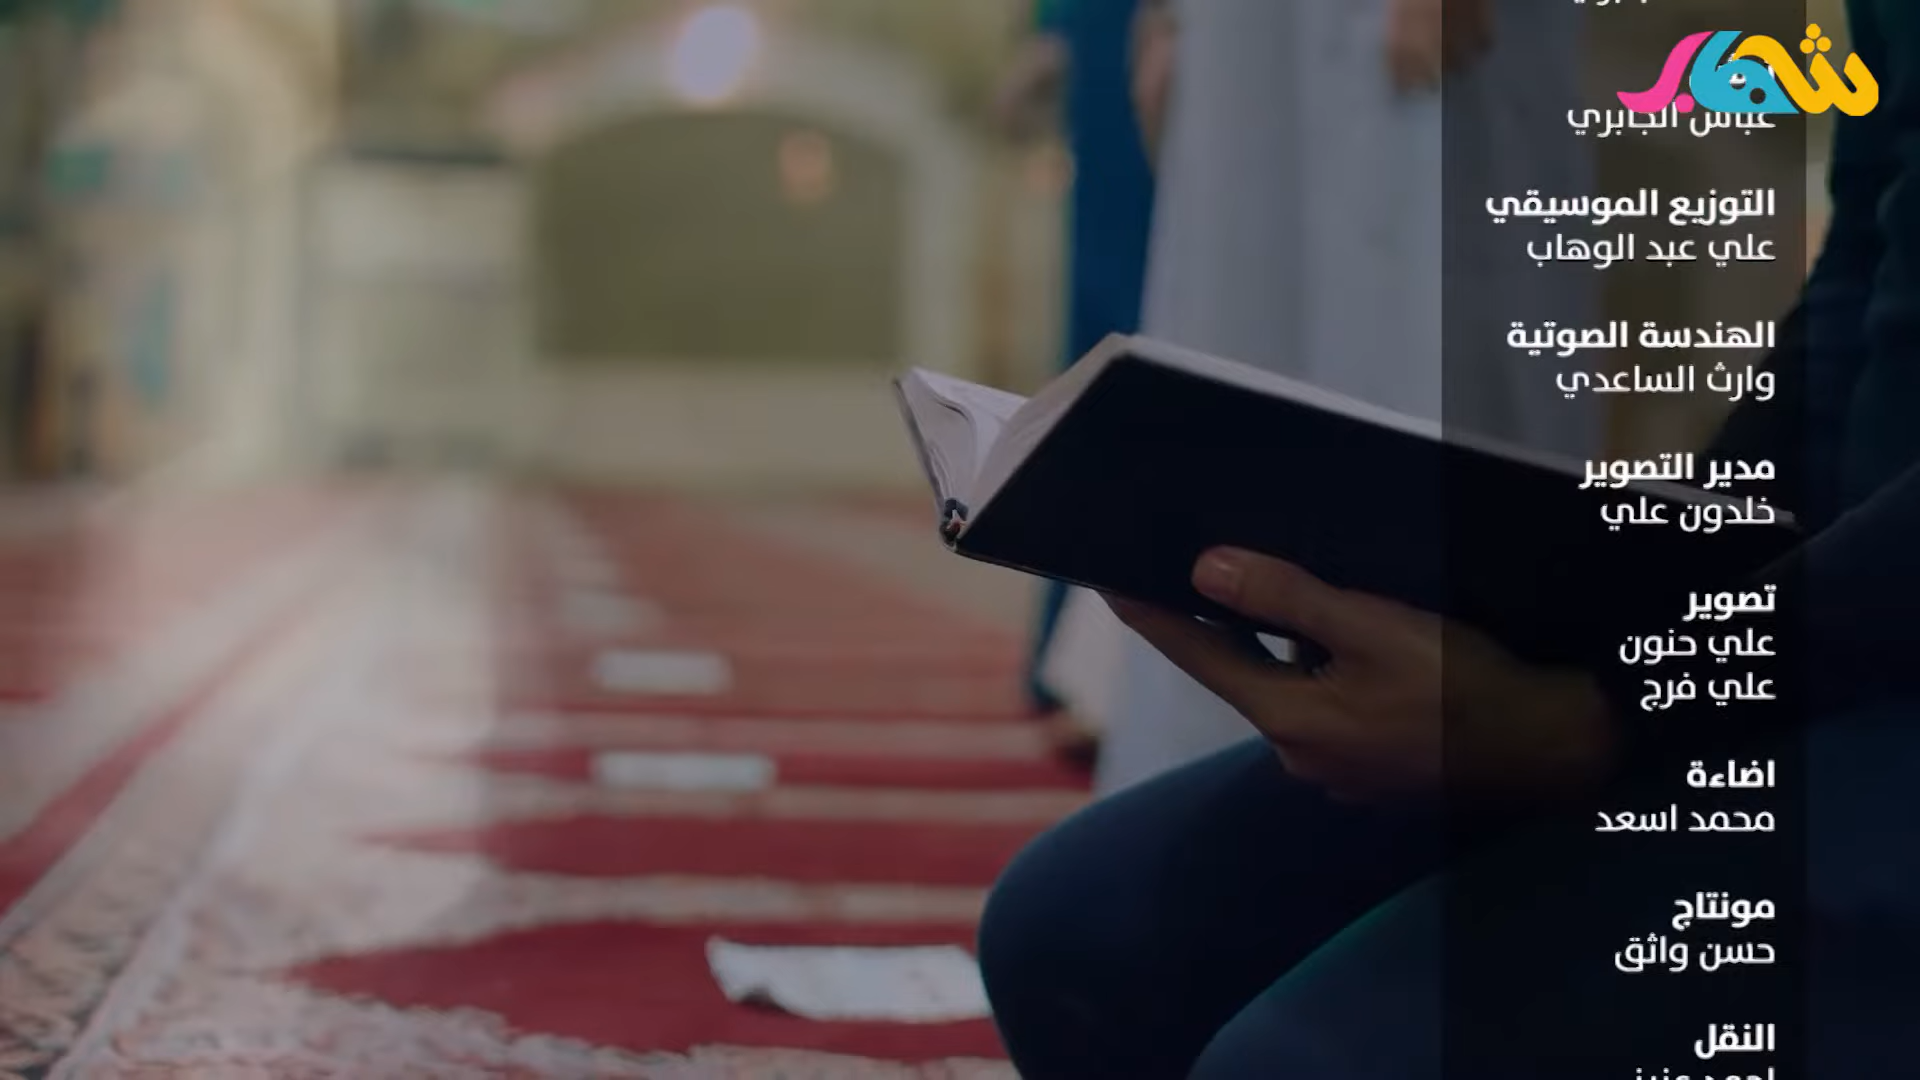 عباس الجابري
التوزيع الموسيقي
علي عبد الوهاب
الهندسة الصوتية
وارث الساعدي
مدير التصوير
خلدون علي
تصوير
علي حنون
علي فرج
اضاءة
محمد اسعد
مونتاج
حسن واثق
النقل